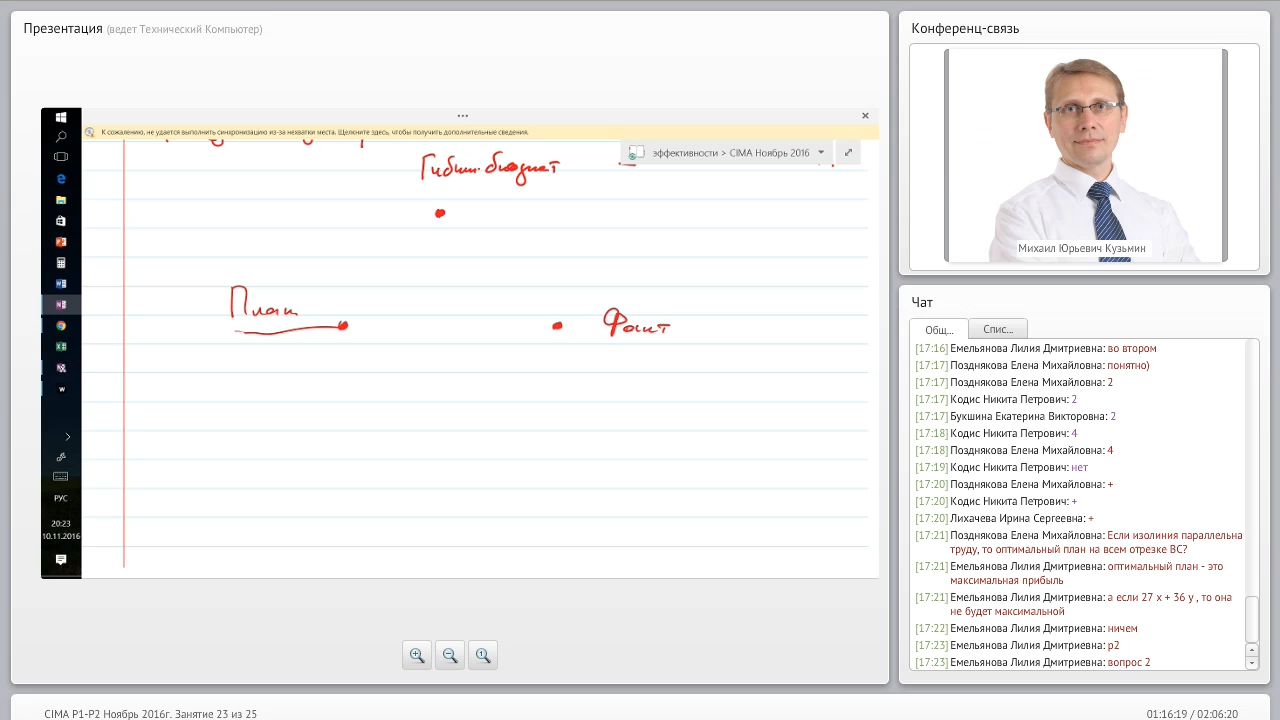 Презентация (ведет Технический Компьютер)
К сожалению, не удается выполнить синхронизацию из-за нехватки места. Щелкните здесь, чтобы получить дополнительные сведения.
эффективности > CIMA Ноябрь 2016
План
Факт
РУС
20:23
10.11.2016
Конференц-связь
Михаил Юрьевич Кузьмин
Чат
Общ...
Спис...
[17:16] Емельянова Лилия Дмитриевна: во втором
[17:17] Позднякова Елена Михайловна: понятно)
[17:17] Позднякова Елена Михайловна: 2
[17:17] Кодис Никита Петрович: 2
[17:17] Букшина Екатерина Викторовна: 2
[17:18] Кодис Никита Петрович: 4
[17:18] Позднякова Елена Михайловна: 4
[17:19] Кодис Никита Петрович: нет
[17:20] Позднякова Елена Михайловна: +
[17:20] Кодис Никита Петрович: +
[17:20] Лихачева Ирина Сергеевна: +
[17:21] Позднякова Елена Михайловна: Если изолиния параллельна
труду, то оптимальный план на всем отрезке ВС?
[17:21] Емельянова Лилия Дмитриевна: оптимальный план - это
максимальная прибыль
[17:21] Емельянова Лилия Дмитриевна: а если 27 х + 36 у , то она
не будет максимальной
[17:22] Емельянова Лилия Дмитриевна: ничем
[17:23] Емельянова Лилия Дмитриевна: р2
[17:23] Емельянова Лилия Дмитриевна: вопрос 2
CIMA P1-P2 Ноябрь 2016г. Занятие 23 из 25
01:16:19 / 02:06:20